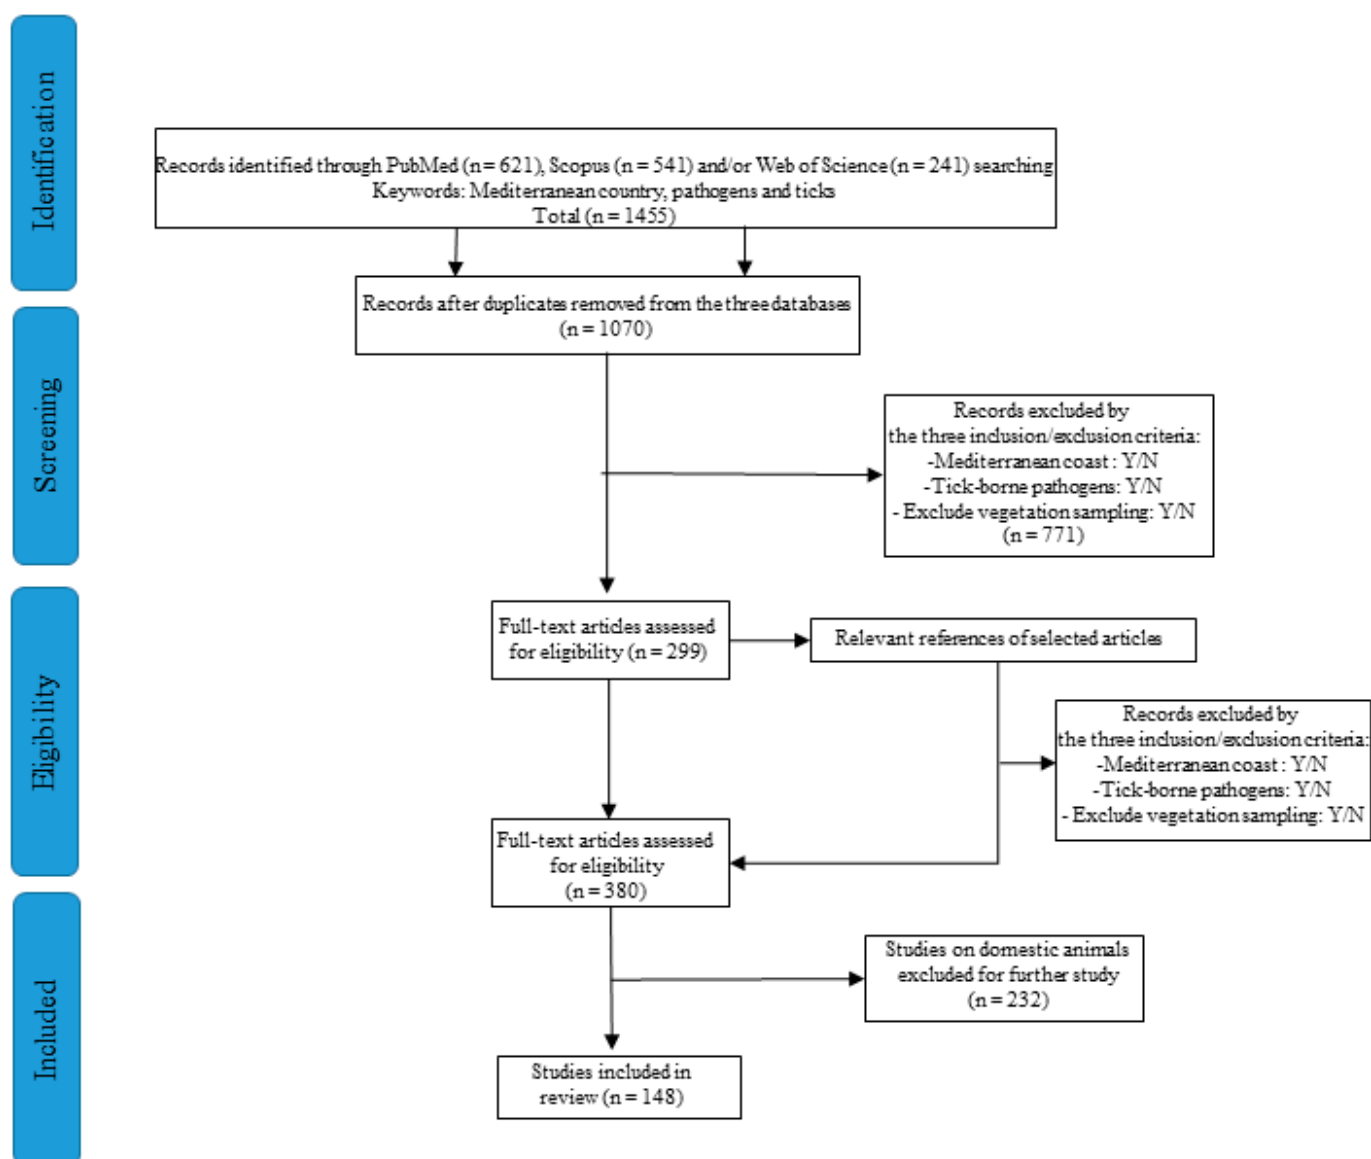 Identification
Records identified through PubMed (n = 621), Scopus (n = 541) and/or Web of Science (n = 241) searching
Keywords: Mediterranean country, pathogens and ticks
Total (n = 1455)
Records after duplicates removed from the three databases
(n = 1070)
Screening
Records excluded by
the three inclusion/exclusion criteria:
-Mediterranean coast : Y/N
-Tick-borne pathogens: Y/N
- Exclude vegetation sampling: Y/N
(n = 771)
Eligibility
Full-text articles assessed
for eligibility (n = 299)
Relevant references of selected articles
Records excluded by
the three inclusion/exclusion criteria:
-Mediterranean coast : Y/N
-Tick-borne pathogens: Y/N
- Exclude vegetation sampling: Y/N
Full-text articles assessed
for eligibility
(n = 380)
Included
Studies on domestic animals
excluded for further study
(n = 232)
Studies included in
review (n = 148)